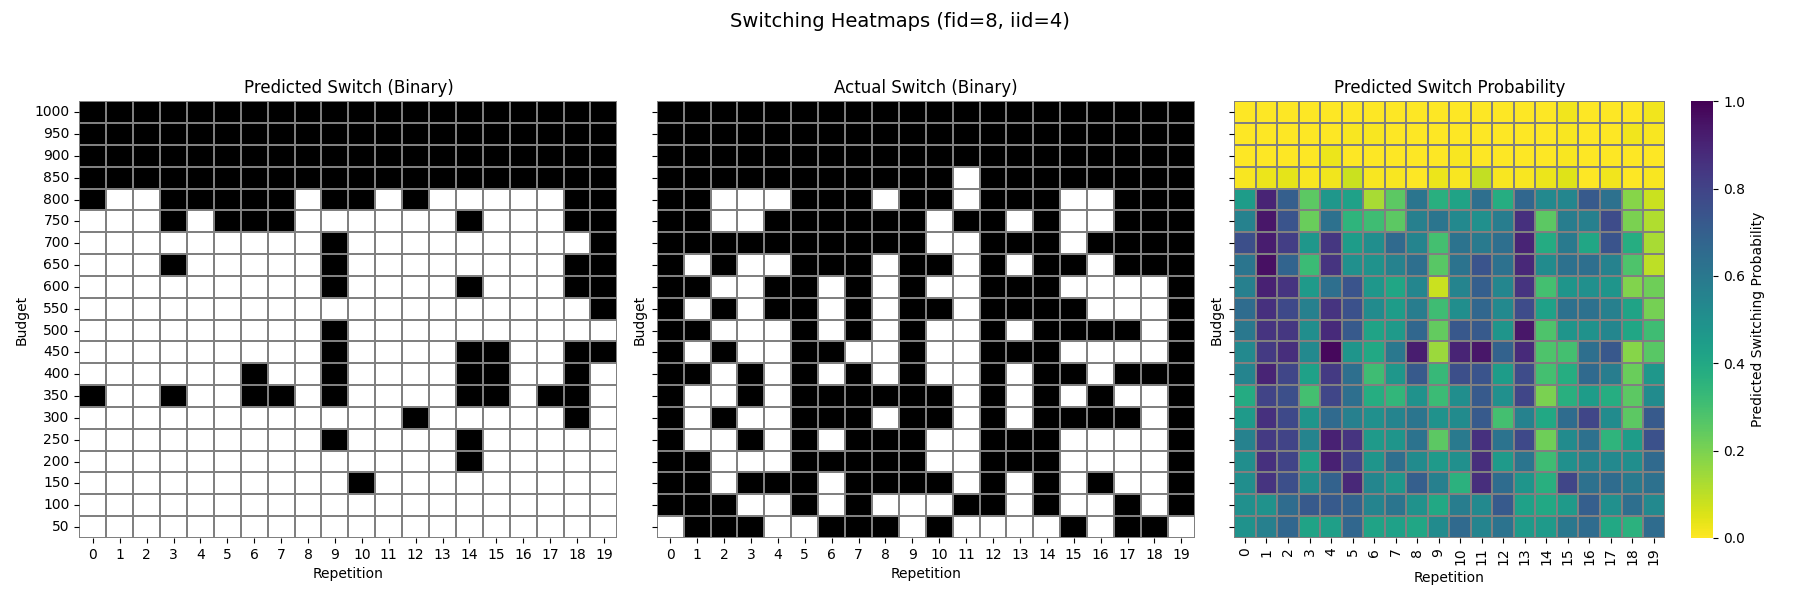 Switching Heatmaps (fid=8, iid=4)
Predicted Switch (Binary)
Budget
1000
950
900
850
800
750
700
650
600
550
500
450
400
350
300
250
200
150
100
50
0 1 2 3 4 5 6 7 8 9 10 11 12 13 14 15 16 17 18 19
Repetition
Actual Switch (Binary)
Budget
0 1 2 3 4 5 6 7 8 9 10 11 12 13 14 15 16 17 18 19
Repetition
Predicted Switch Probability
Budget
0 1 2 3 4 5 6 7 8 9 10 11 12 13 14 15 16 17 18 19
Repetition
1.0
0.8
0.6
0.4
0.2
0.0
Predicted Switching Probability